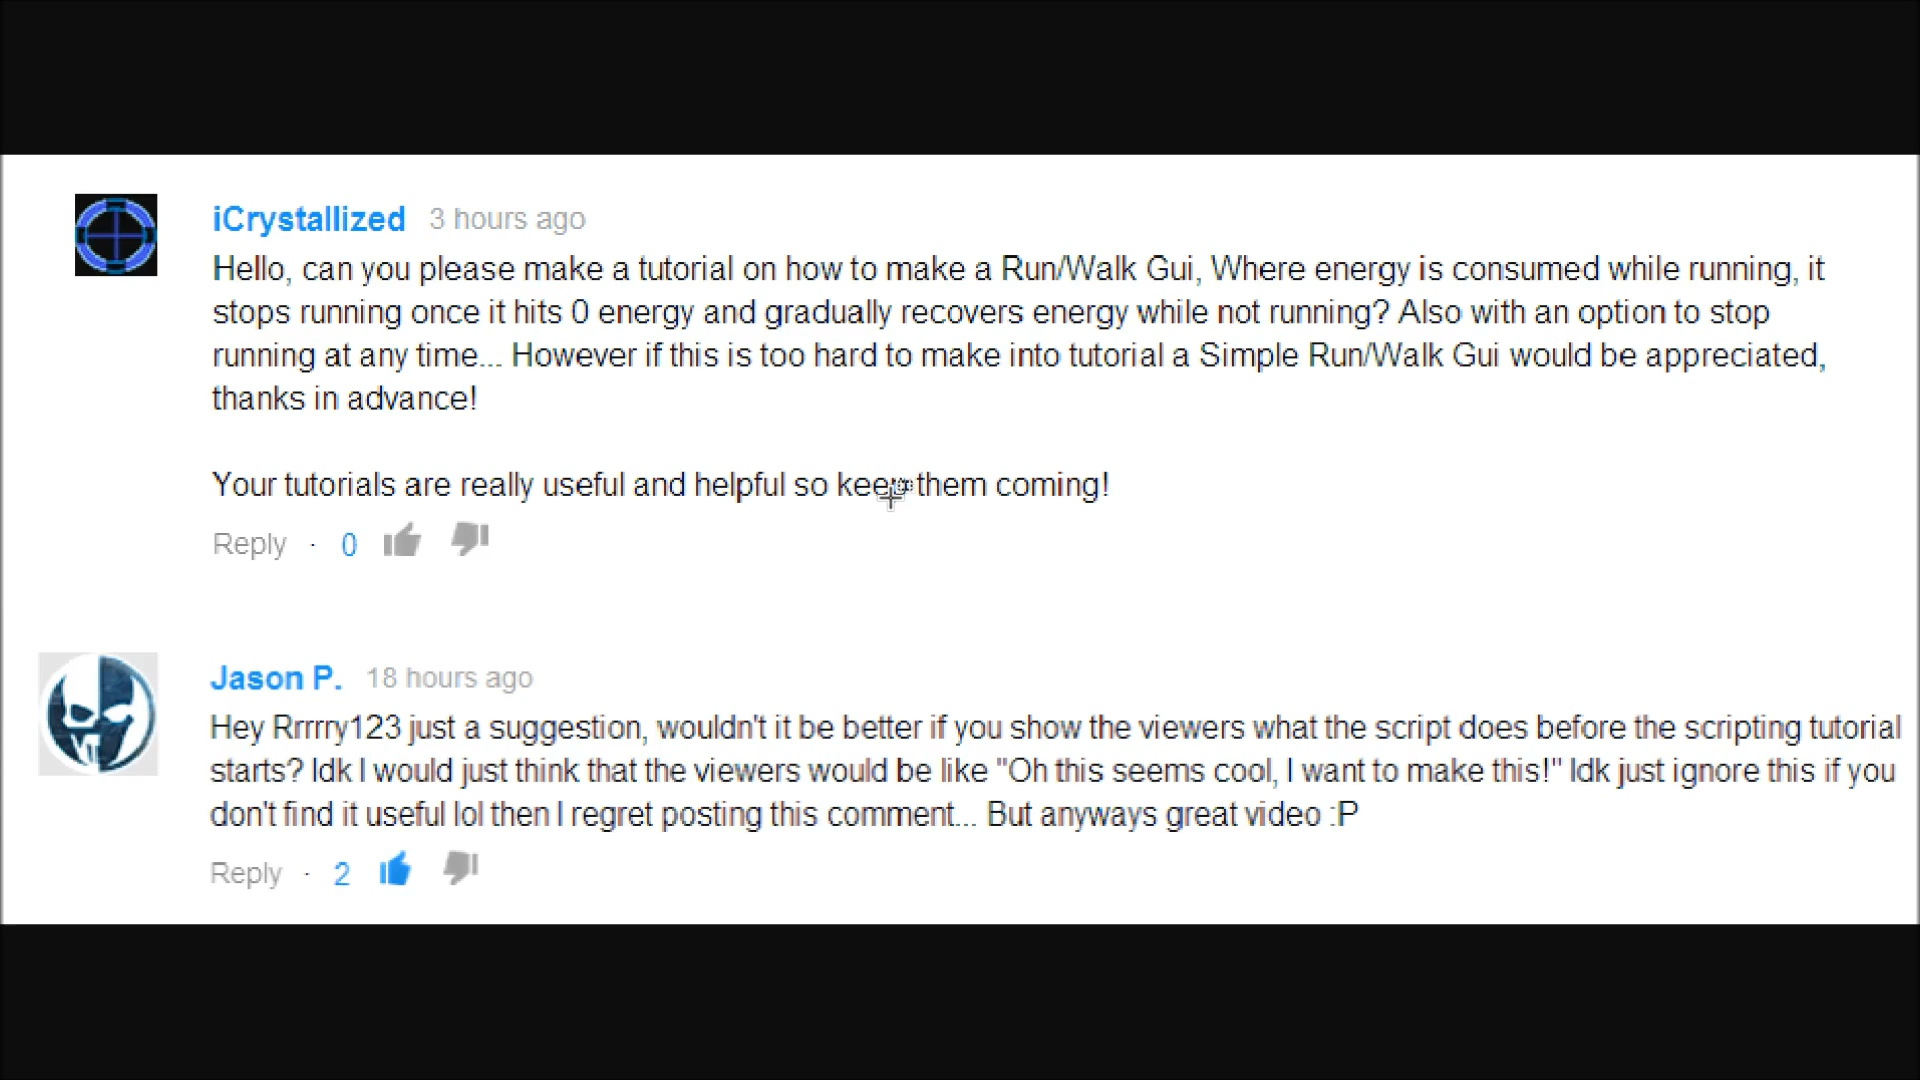 iCrystallized 3 hours ago
Hello, can you please make a tutorial on how to make a Run/Walk Gui, Where energy is consumed while running, it
stops running once it hits 0 energy and gradually recovers energy while not running? Also with an option to stop
running at any time... However if this is too hard to make into tutorial a Simple Run/Walk Gui would be appreciated,
thanks in advance!
Your tutorials are really useful and helpful so keep them coming!
Reply · 0
Jason P. 18 hours ago
Hey Rrrrry123 just a suggestion, wouldn't it be better if you show the viewers what the script does before the scripting tutorial
starts? Idk I would just think that the viewers would be like "Oh this seems cool, I want to make this!" Idk just ignore this if you
don't find it useful lol then I regret posting this comment... But anyways great video :P
Reply · 2